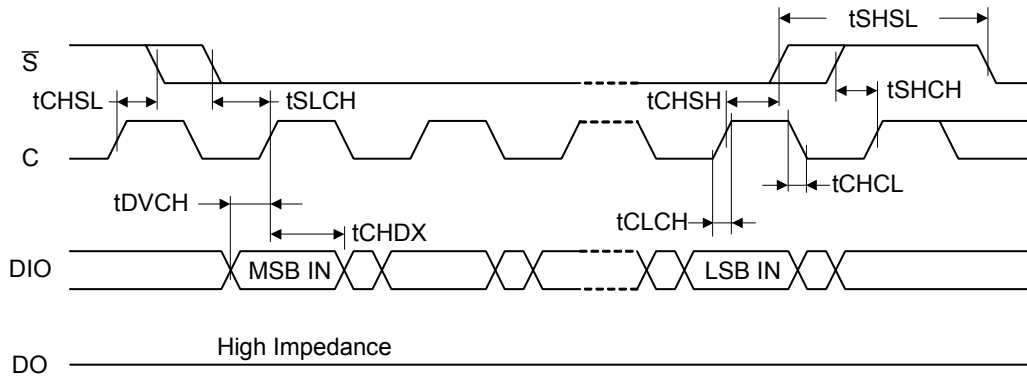 tSHSL
S̅
tCHSL
tSLCH
tCHSH
tSHCH
C
tDVCH
tCHCL
tCLCH
tCHDX
DIO
MSB IN
LSB IN
High Impedance
DO